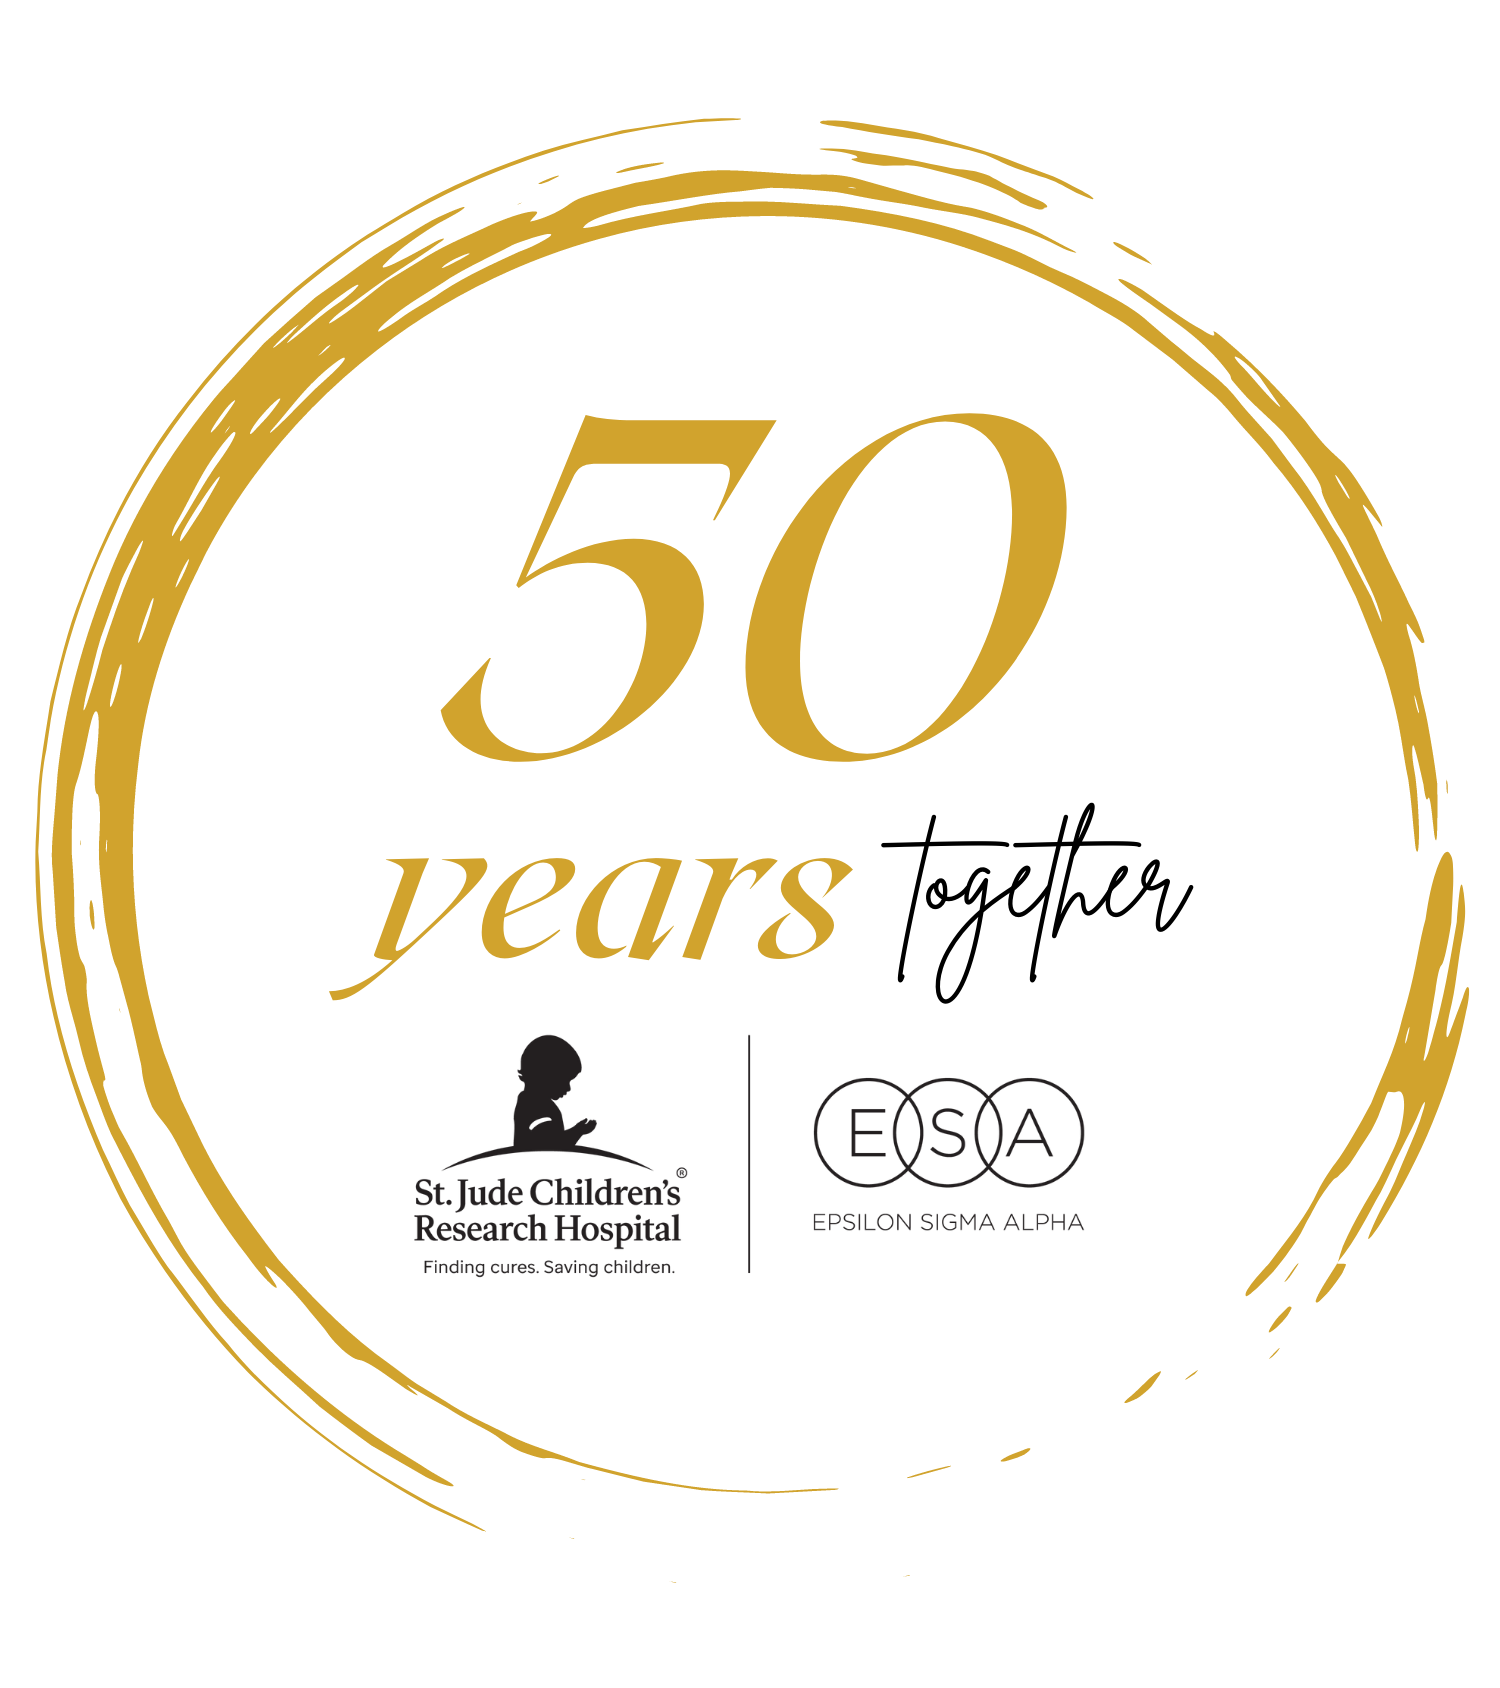 50
years together
St. Jude Children's®
Research Hospital
Finding cures. Saving children.
ESA
EPSILON SIGMA ALPHA